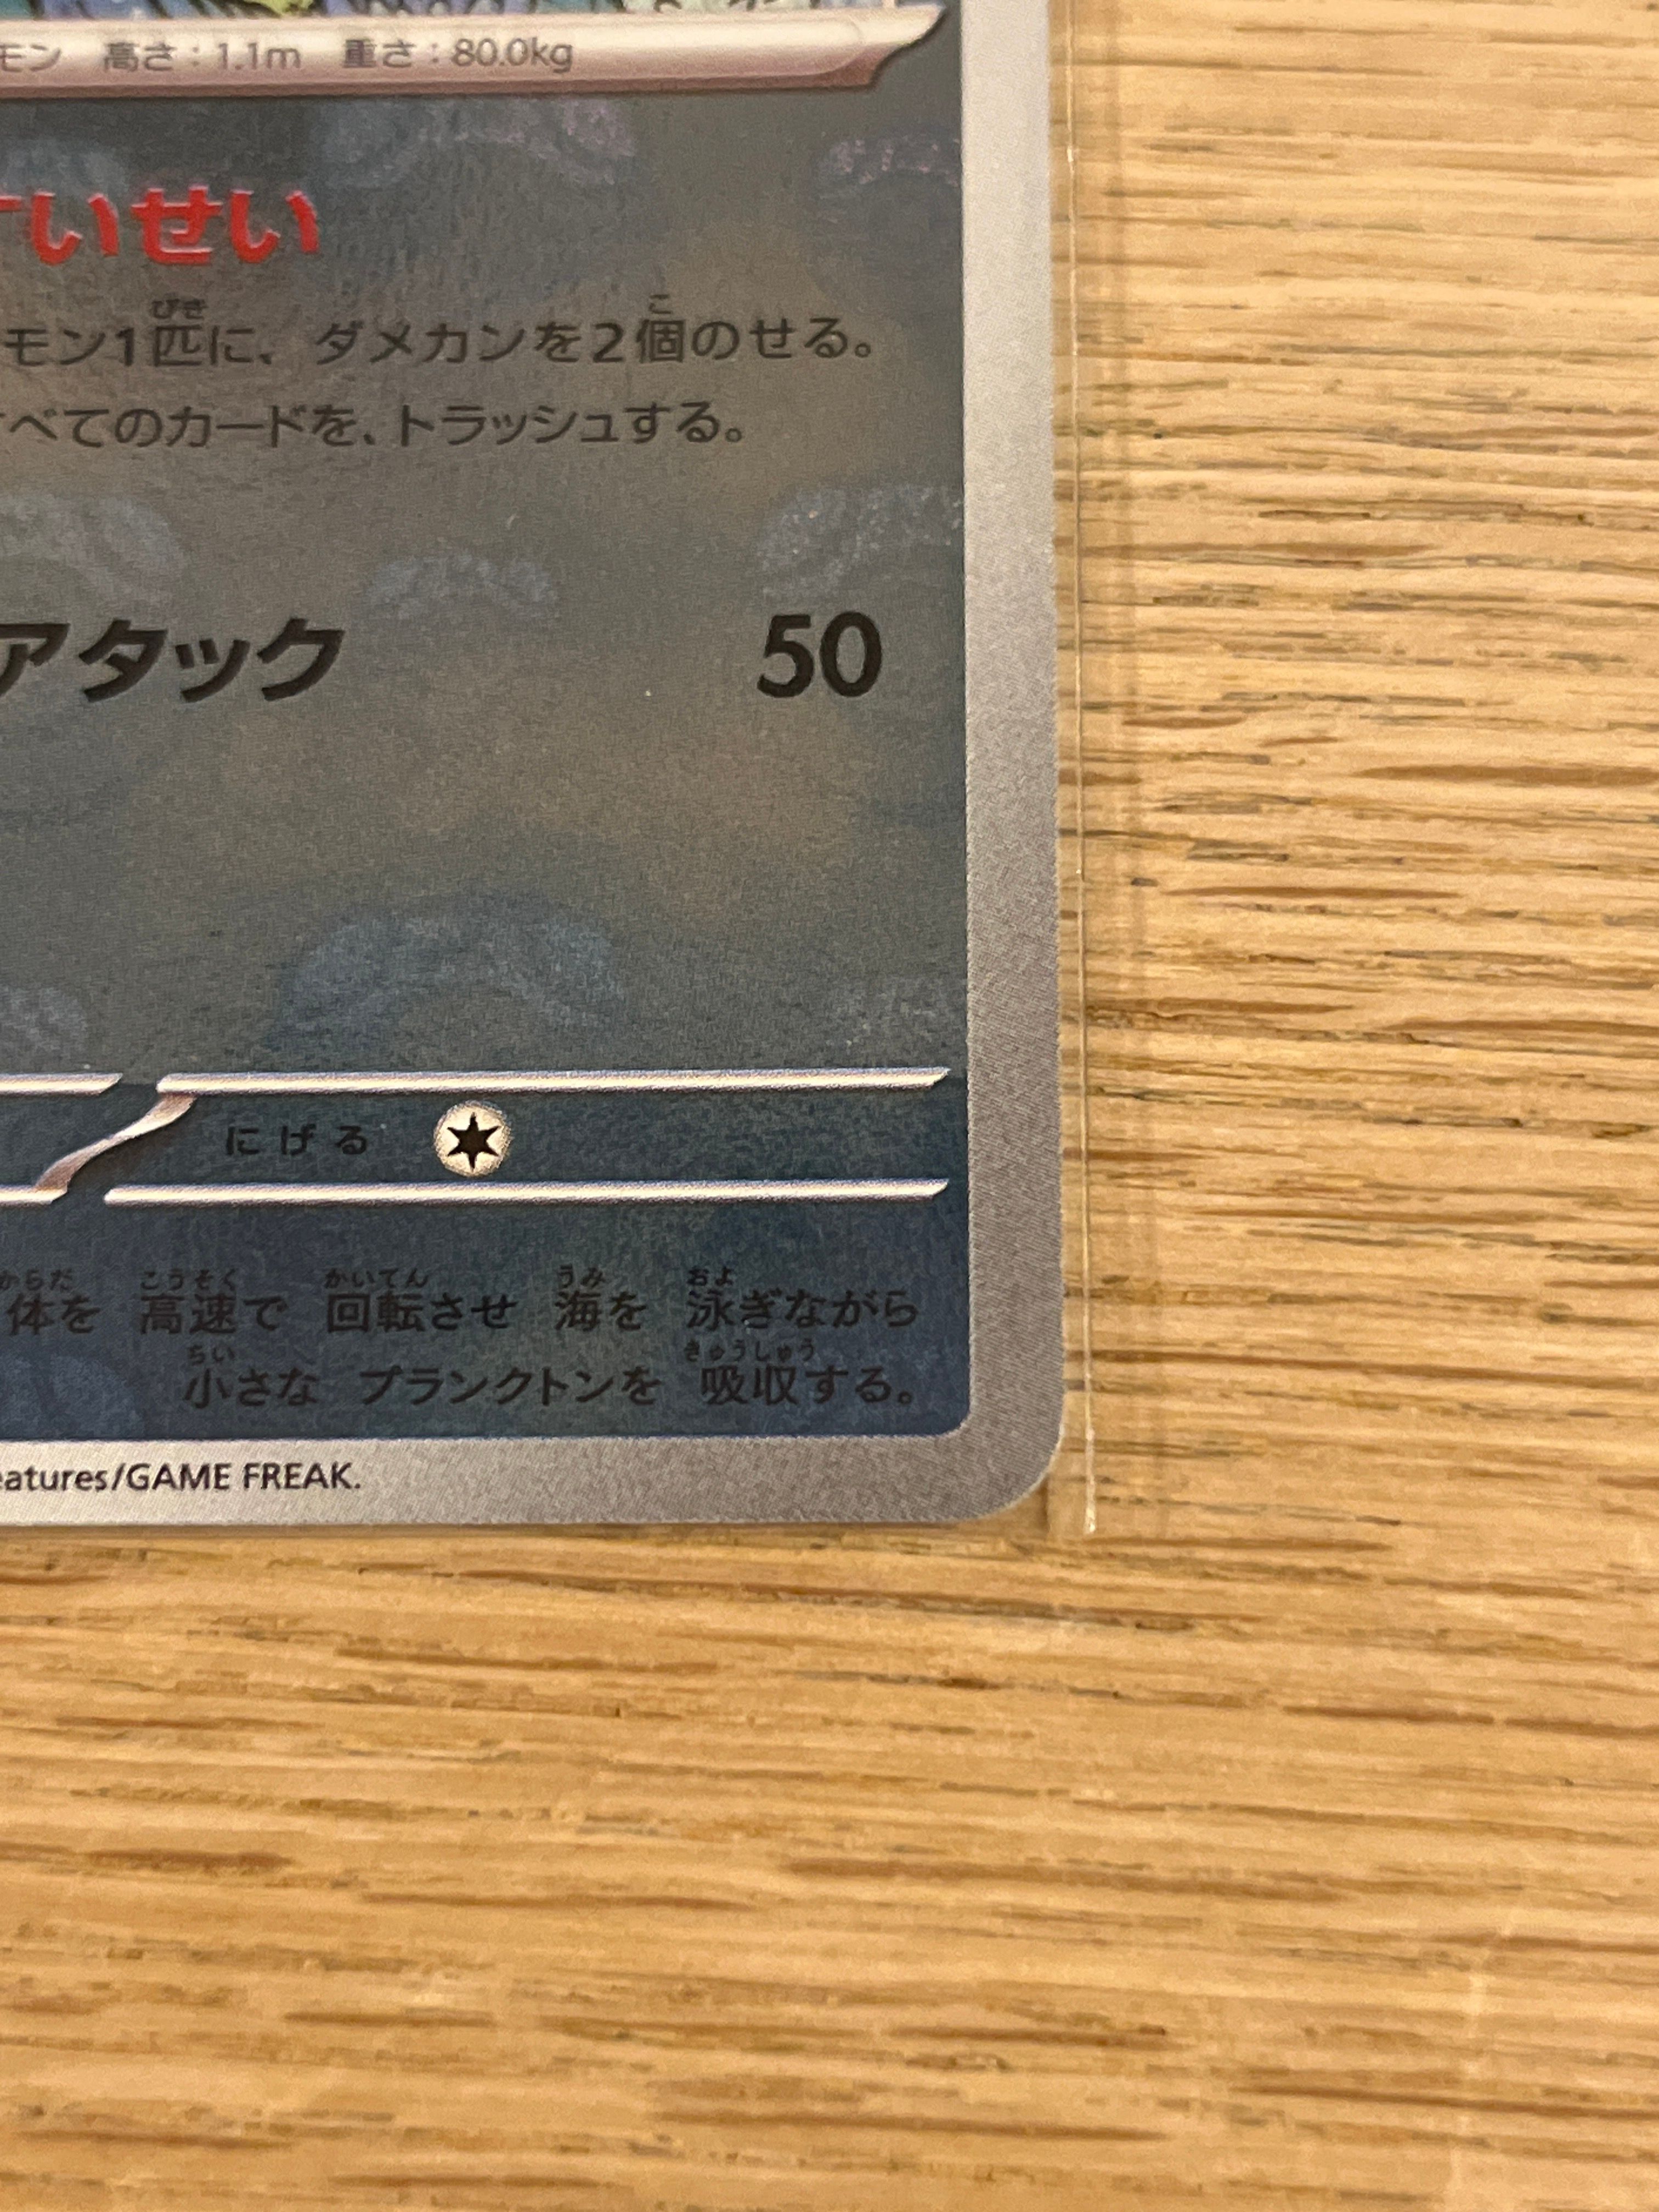 モン 高さ：1.1m 重さ：80.0kg
いせい
モン1匹に、ダメカンを2個のせる。
べてのカードを、トラッシュする。
アタック 50
にげる
体を 高速で 回転させ 海を 泳ぎながら
小さな プランクトンを 吸収する。
eatures/GAME FREAK.